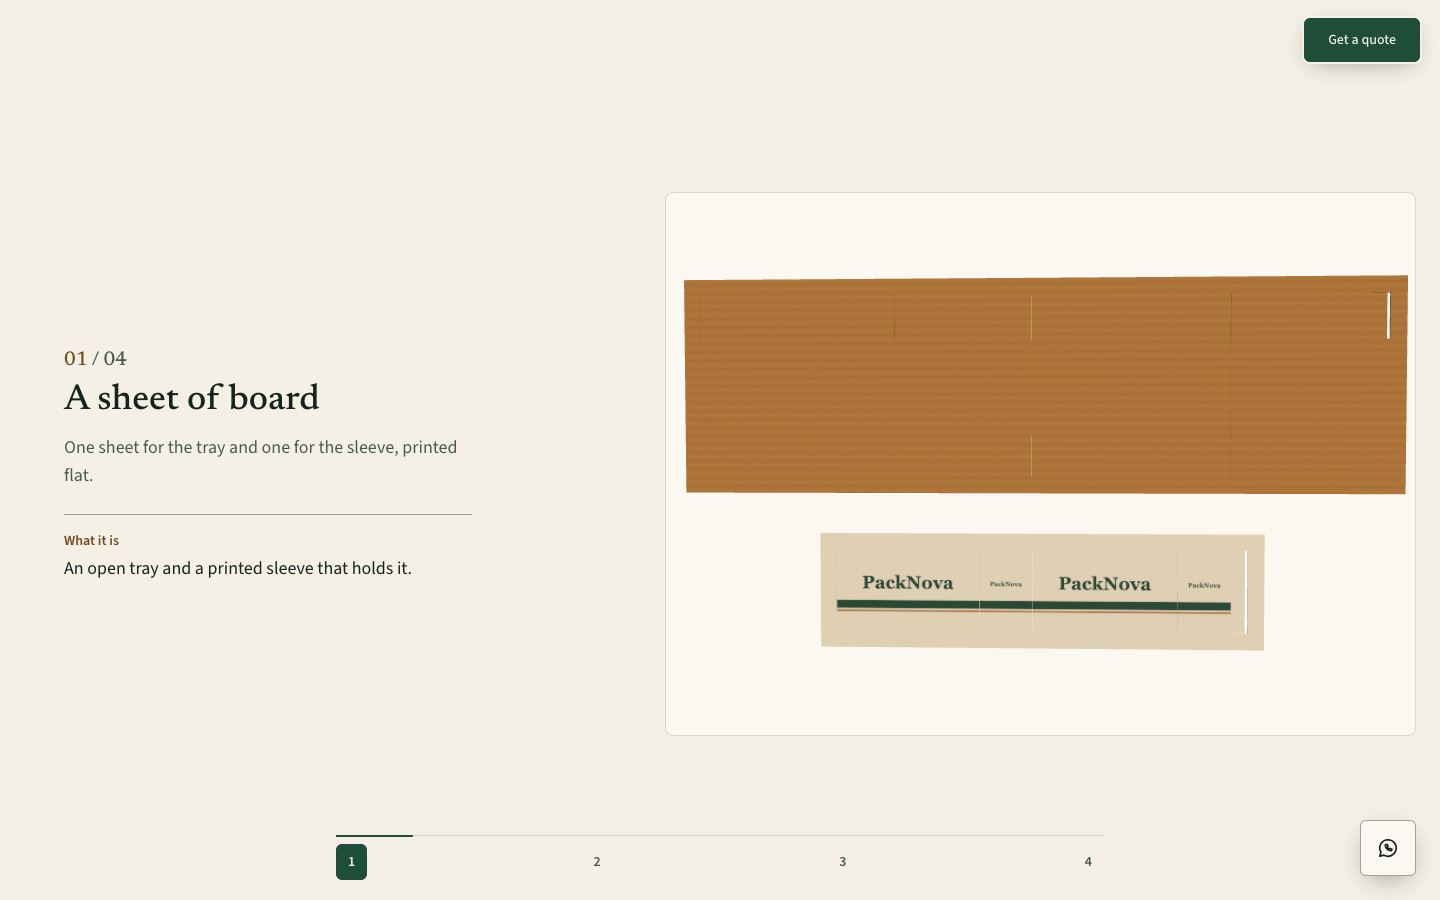 Get a quote
01 / 04
A sheet of board
One sheet for the tray and one for the sleeve, printed
flat.
What it is
An open tray and a printed sleeve that holds it.
PackNova PackNova PackNova PackNova
1 2 3 4